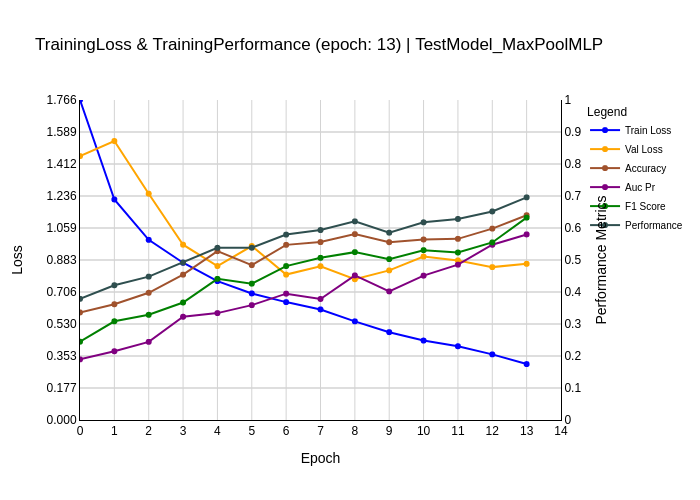 TrainingLoss & TrainingPerformance (epoch: 13) | TestModel_MaxPoolMLP
Legend
Train Loss
Val Loss
Accuracy
Auc Pr
F1 Score
Performance
Loss
1.766
1.589
1.412
1.236
1.059
0.883
0.706
0.530
0.353
0.177
0.000
Performance Metrics
1
0.9
0.8
0.7
0.6
0.5
0.4
0.3
0.2
0.1
0
0 1 2 3 4 5 6 7 8 9 10 11 12 13 14
Epoch